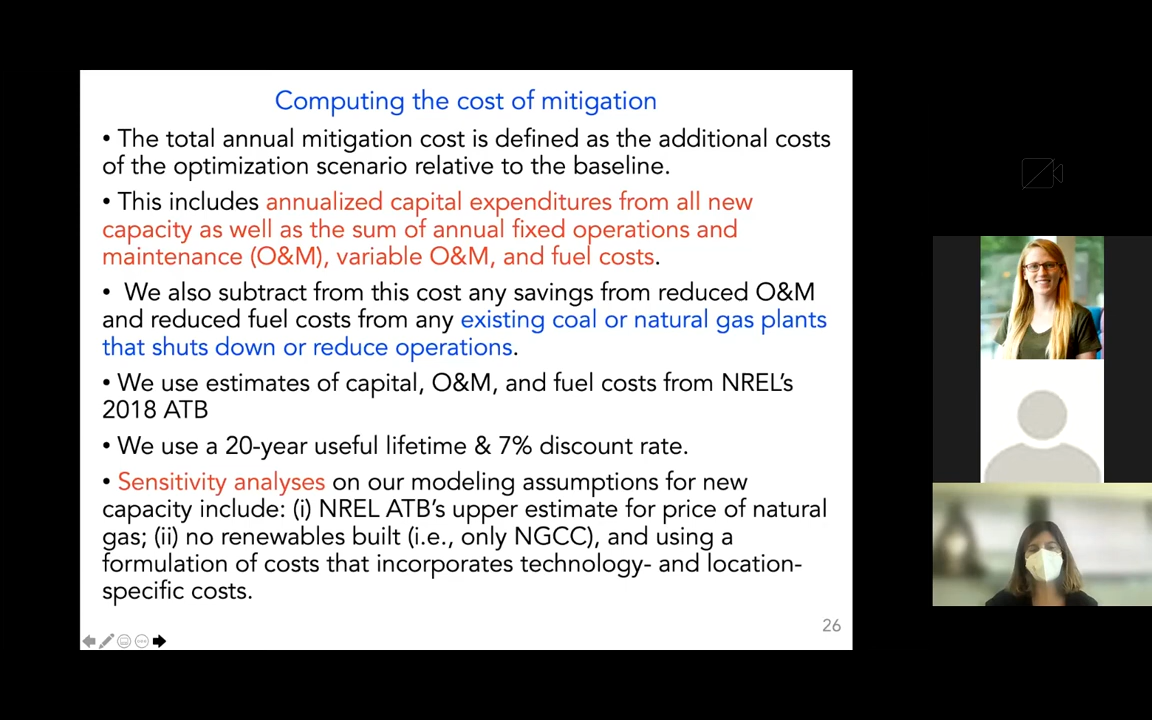 Computing the cost of mitigation
• The total annual mitigation cost is defined as the additional costs
of the optimization scenario relative to the baseline.
• This includes annualized capital expenditures from all new
capacity as well as the sum of annual fixed operations and
maintenance (O&M), variable O&M, and fuel costs.
• We also subtract from this cost any savings from reduced O&M
and reduced fuel costs from any existing coal or natural gas plants
that shuts down or reduce operations.
• We use estimates of capital, O&M, and fuel costs from NREL’s
2018 ATB
• We use a 20-year useful lifetime & 7% discount rate.
• Sensitivity analyses on our modeling assumptions for new
capacity include: (i) NREL ATB’s upper estimate for price of natural
gas; (ii) no renewables built (i.e., only NGCC), and using a
formulation of costs that incorporates technology- and location-
specific costs.
26